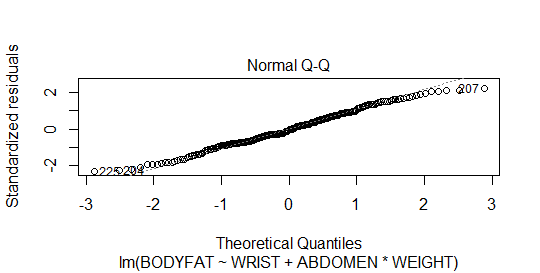 Normal Q-Q
Standardized residuals
2
0
-2
207
225
204
-3 -2 -1 0 1 2 3
Theoretical Quantiles
lm(BODYFAT ~ WRIST + ABDOMEN * WEIGHT)